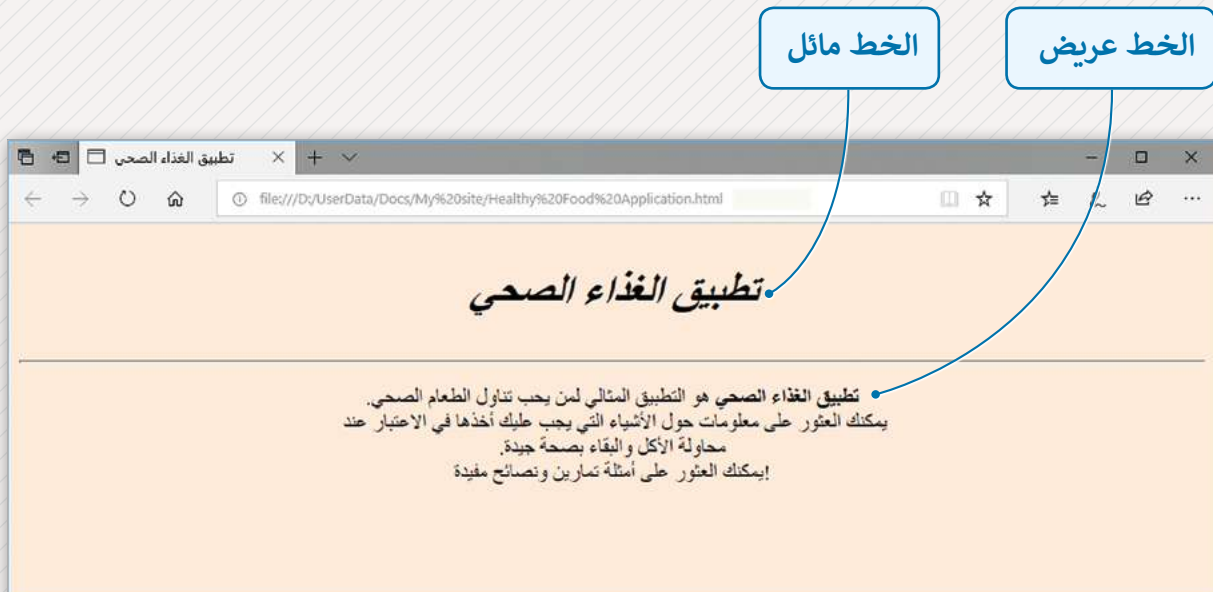 الخط عريض
الخط مائل
تطبيق الغذاء الصحي
file:///D:/UserData/Docs/My%20site/Healthy%20Food%20Application.html
تطبيق الغذاء الصحي
تطبيق الغذاء الصحي هو التطبيق المثالي لمن يحب تناول الطعام الصحي.
يمكنك العثور على معلومات حول الأشياء التي يجب عليك أخذها في الاعتبار عند
محاولة الأكل والبقاء بصحة جيدة.
!يمكنك العثور على أمثلة تمارين ونصائح مفيدة